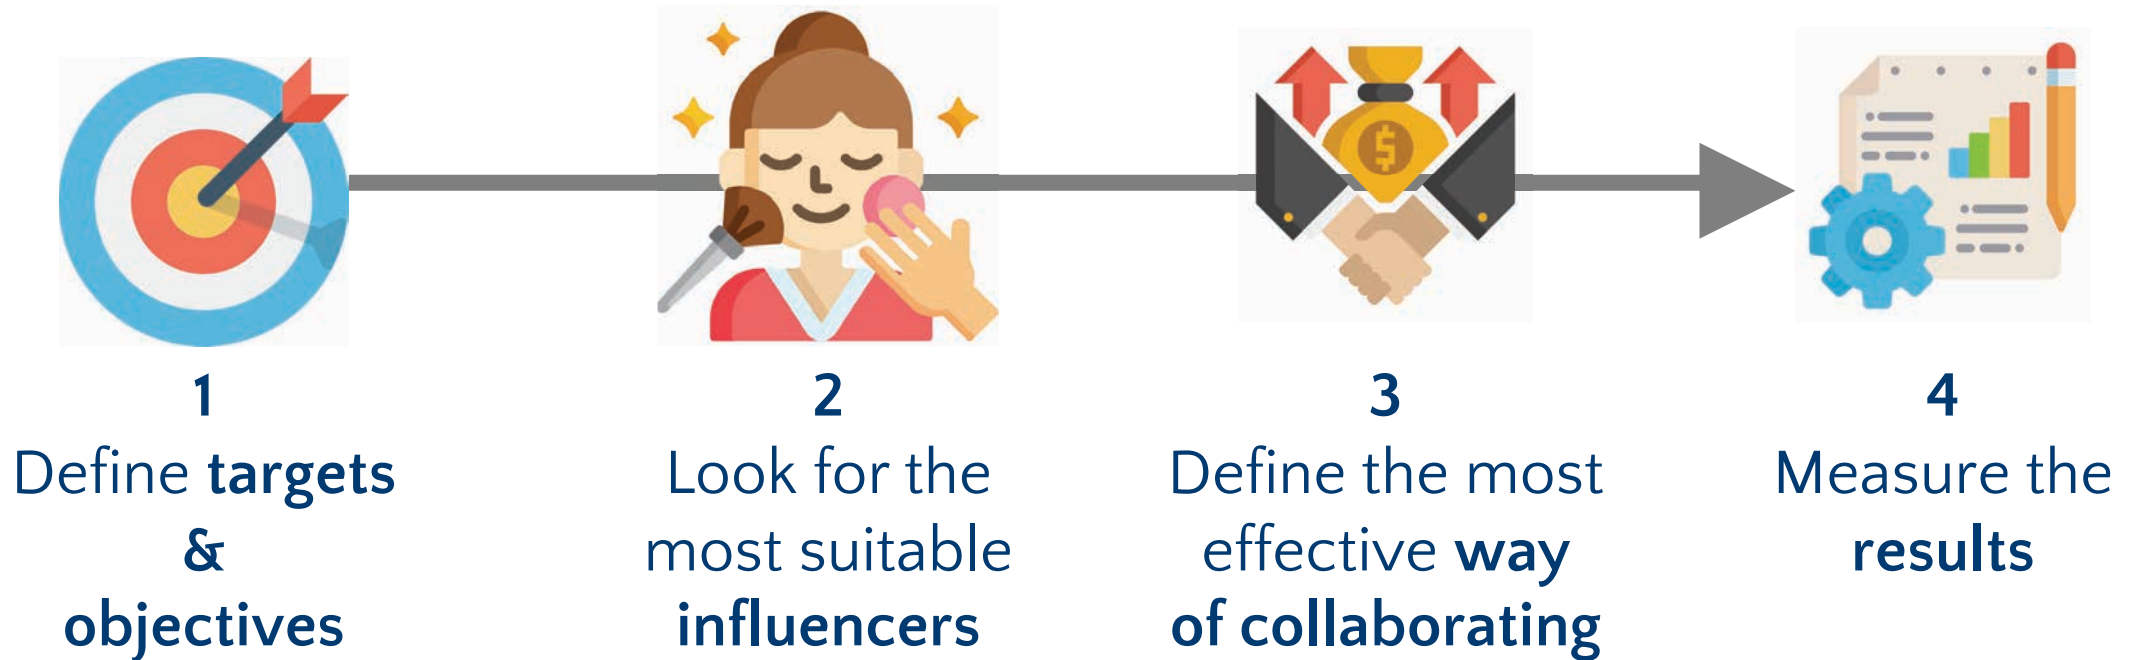 1
Define targets
&
objectives
2
Look for the
most suitable
influencers
3
Define the most
effective way
of collaborating
4
Measure the
results
$